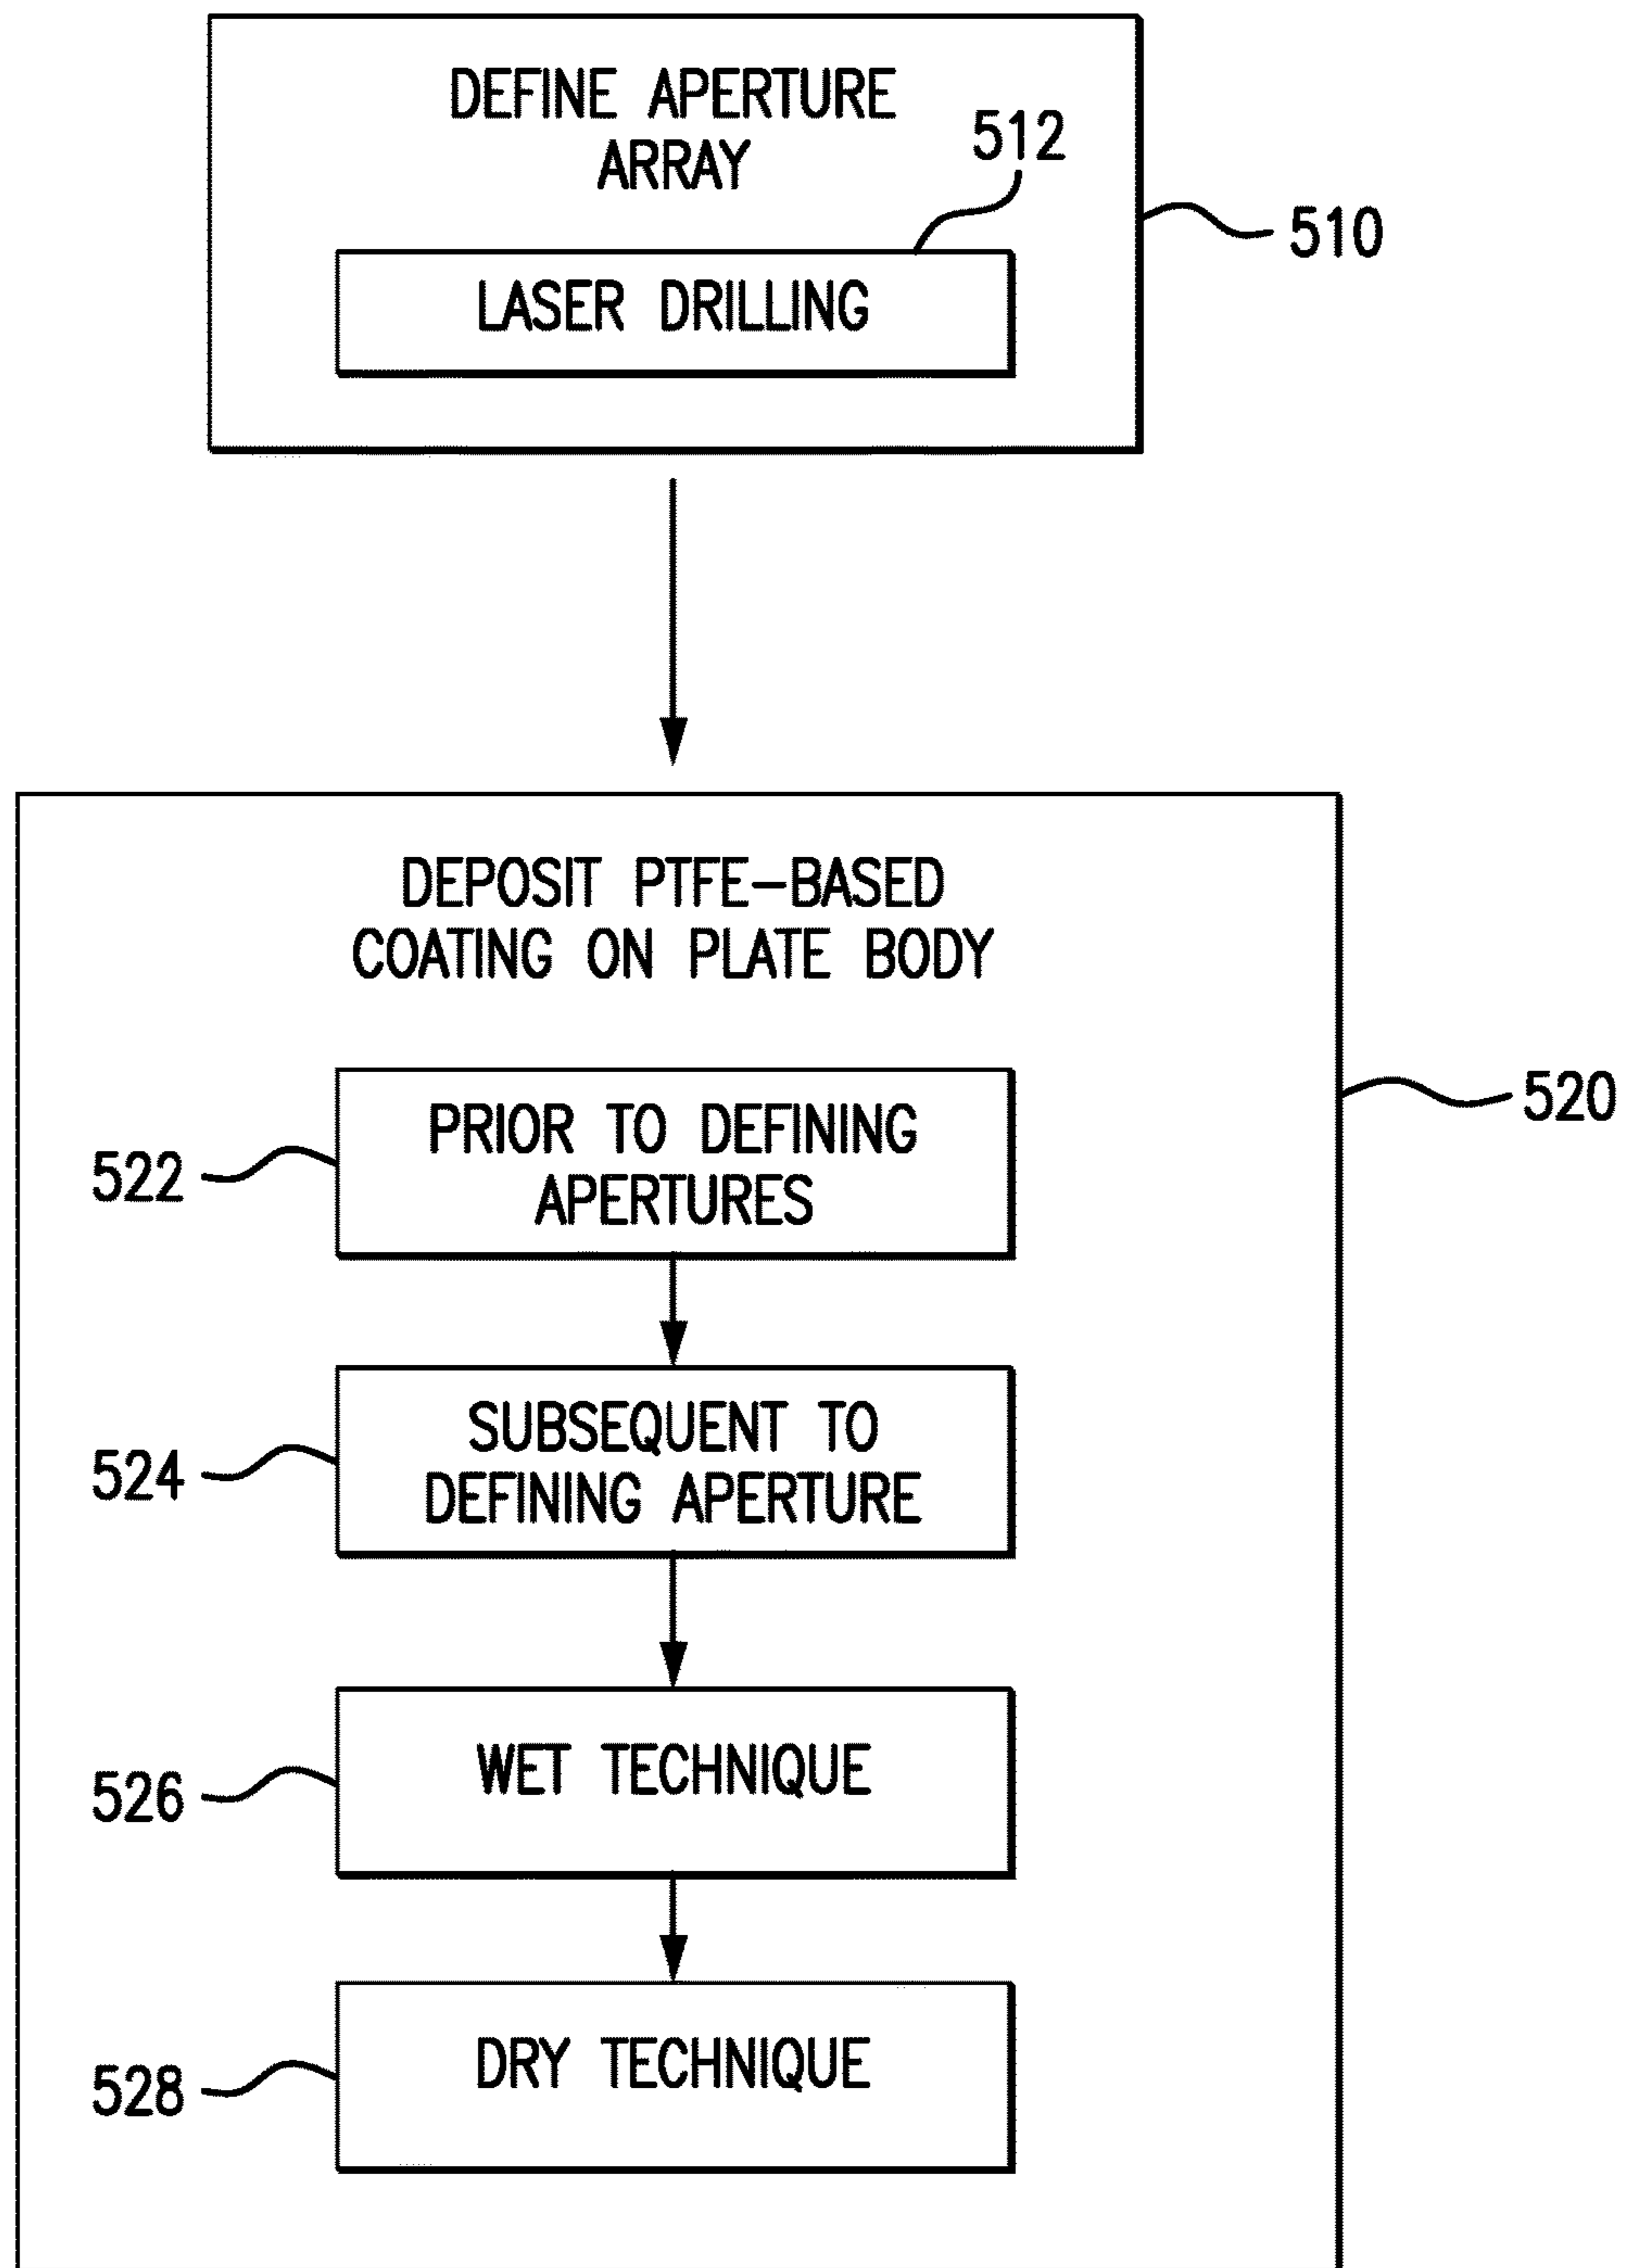 DEFINE APERTURE
ARRAY
512
LASER DRILLING
510
DEPOSIT PTFE-BASED
COATING ON PLATE BODY
520
522
PRIOR TO DEFINING
APERTURES
524
SUBSEQUENT TO
DEFINING APERTURE
526
WET TECHNIQUE
528
DRY TECHNIQUE